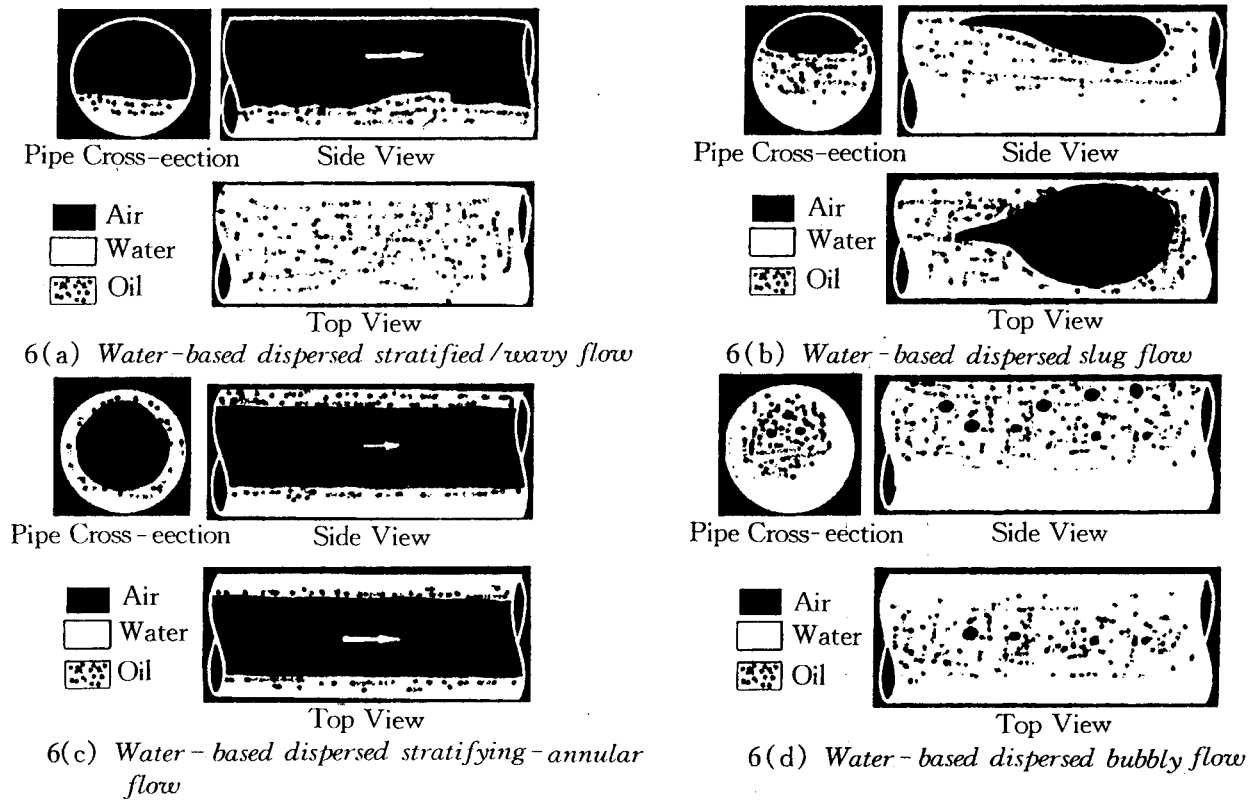 Pipe Cross-eection
Side View
Air
Water
Oil
Top View
6(a) Water-based dispersed stratified/wavy flow
Pipe Cross-eection
Side View
Air
Water
Oil
Top View
6(b) Water-based dispersed slug flow
Pipe Cross-eection
Side View
Air
Water
Oil
Top View
6(c) Water-based dispersed stratifying-annular
flow
Pipe Cross-eection
Side View
Air
Water
Oil
Top View
6(d) Water-based dispersed bubbly flow